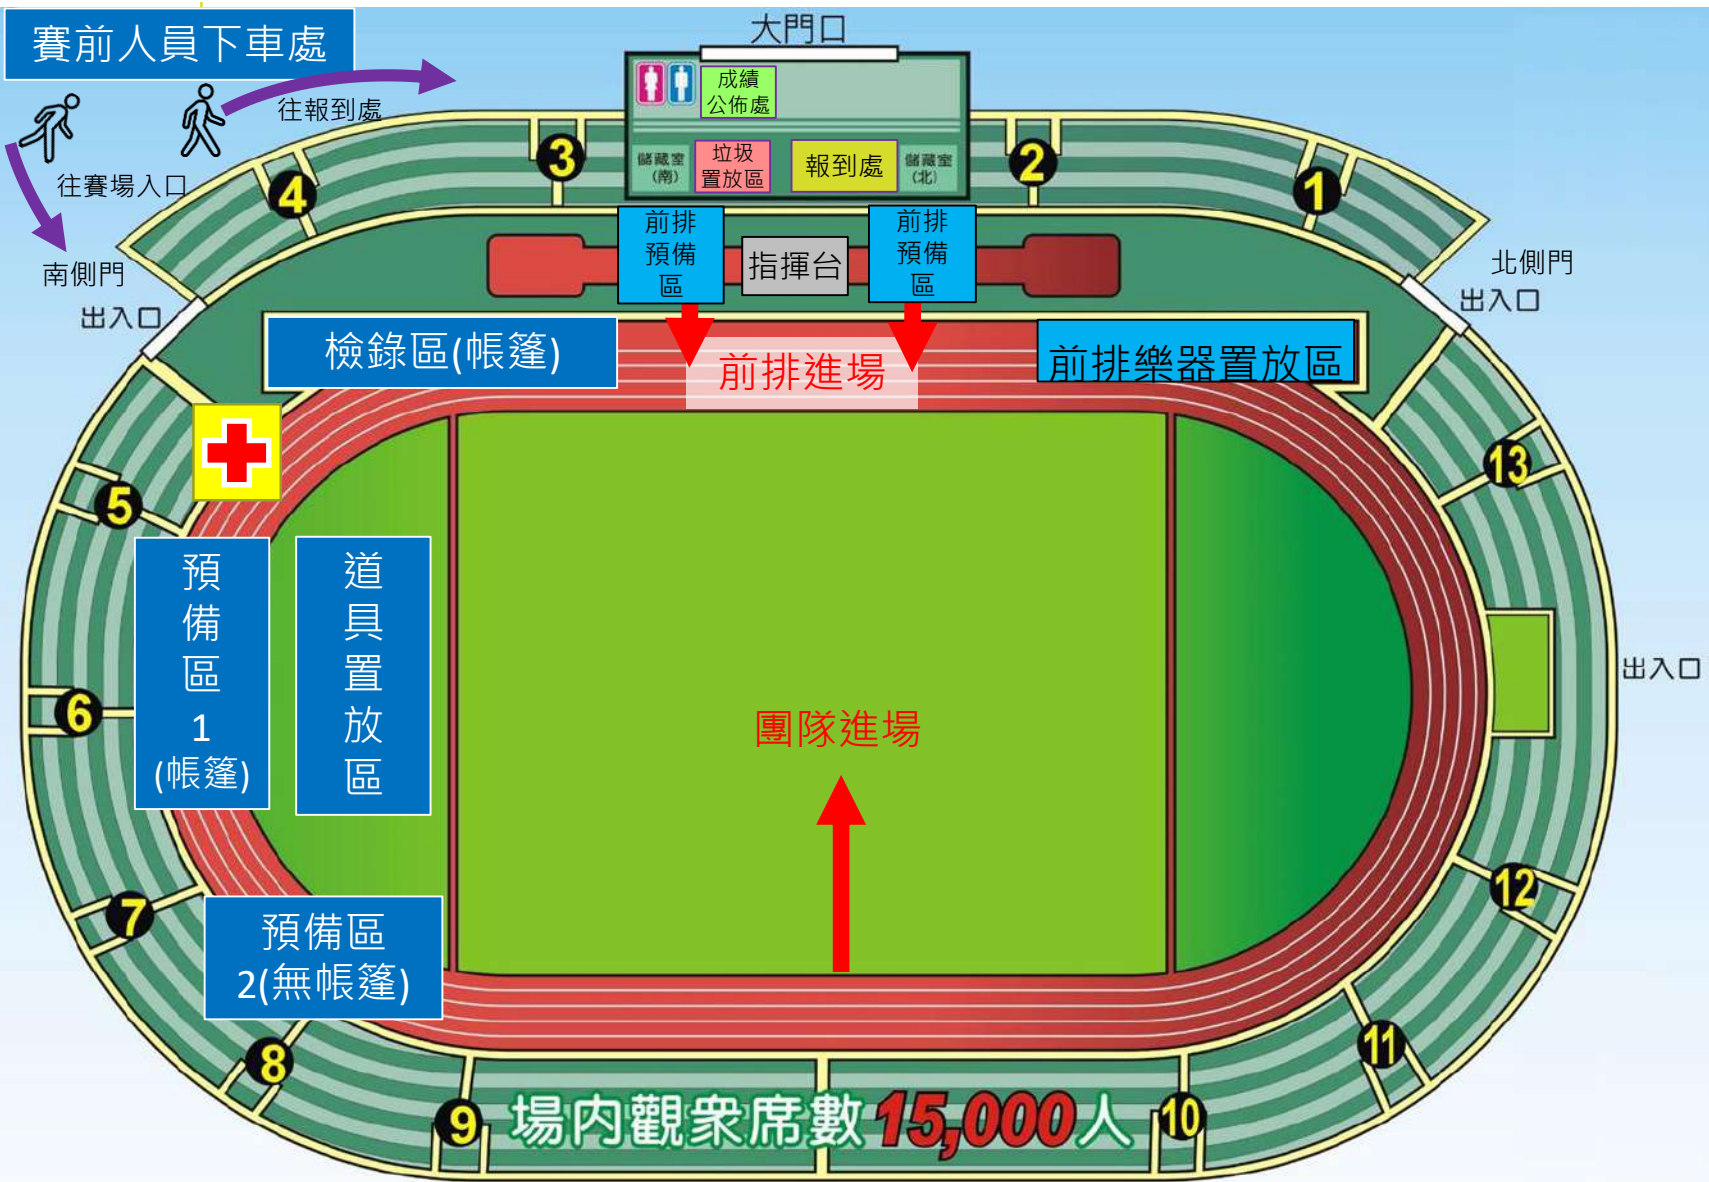 賽前人員下車處
大門口
往報到處
往賽場入口
南側門
出入口
成績
公佈處
儲藏室
(南)
垃圾
置放區
報到處
儲藏室
(北)
4
3
2
1
前排
預備
區
指揮台
前排
預備
區
北側門
出入口
檢錄區(帳篷)
前排進場
前排樂器置放區
5
13
預
備
區
1
(帳篷)
道
具
置
放
區
6
出入口
團隊進場
7
12
預備區
2(無帳篷)
8
11
9
場內觀眾席數15,000人
10